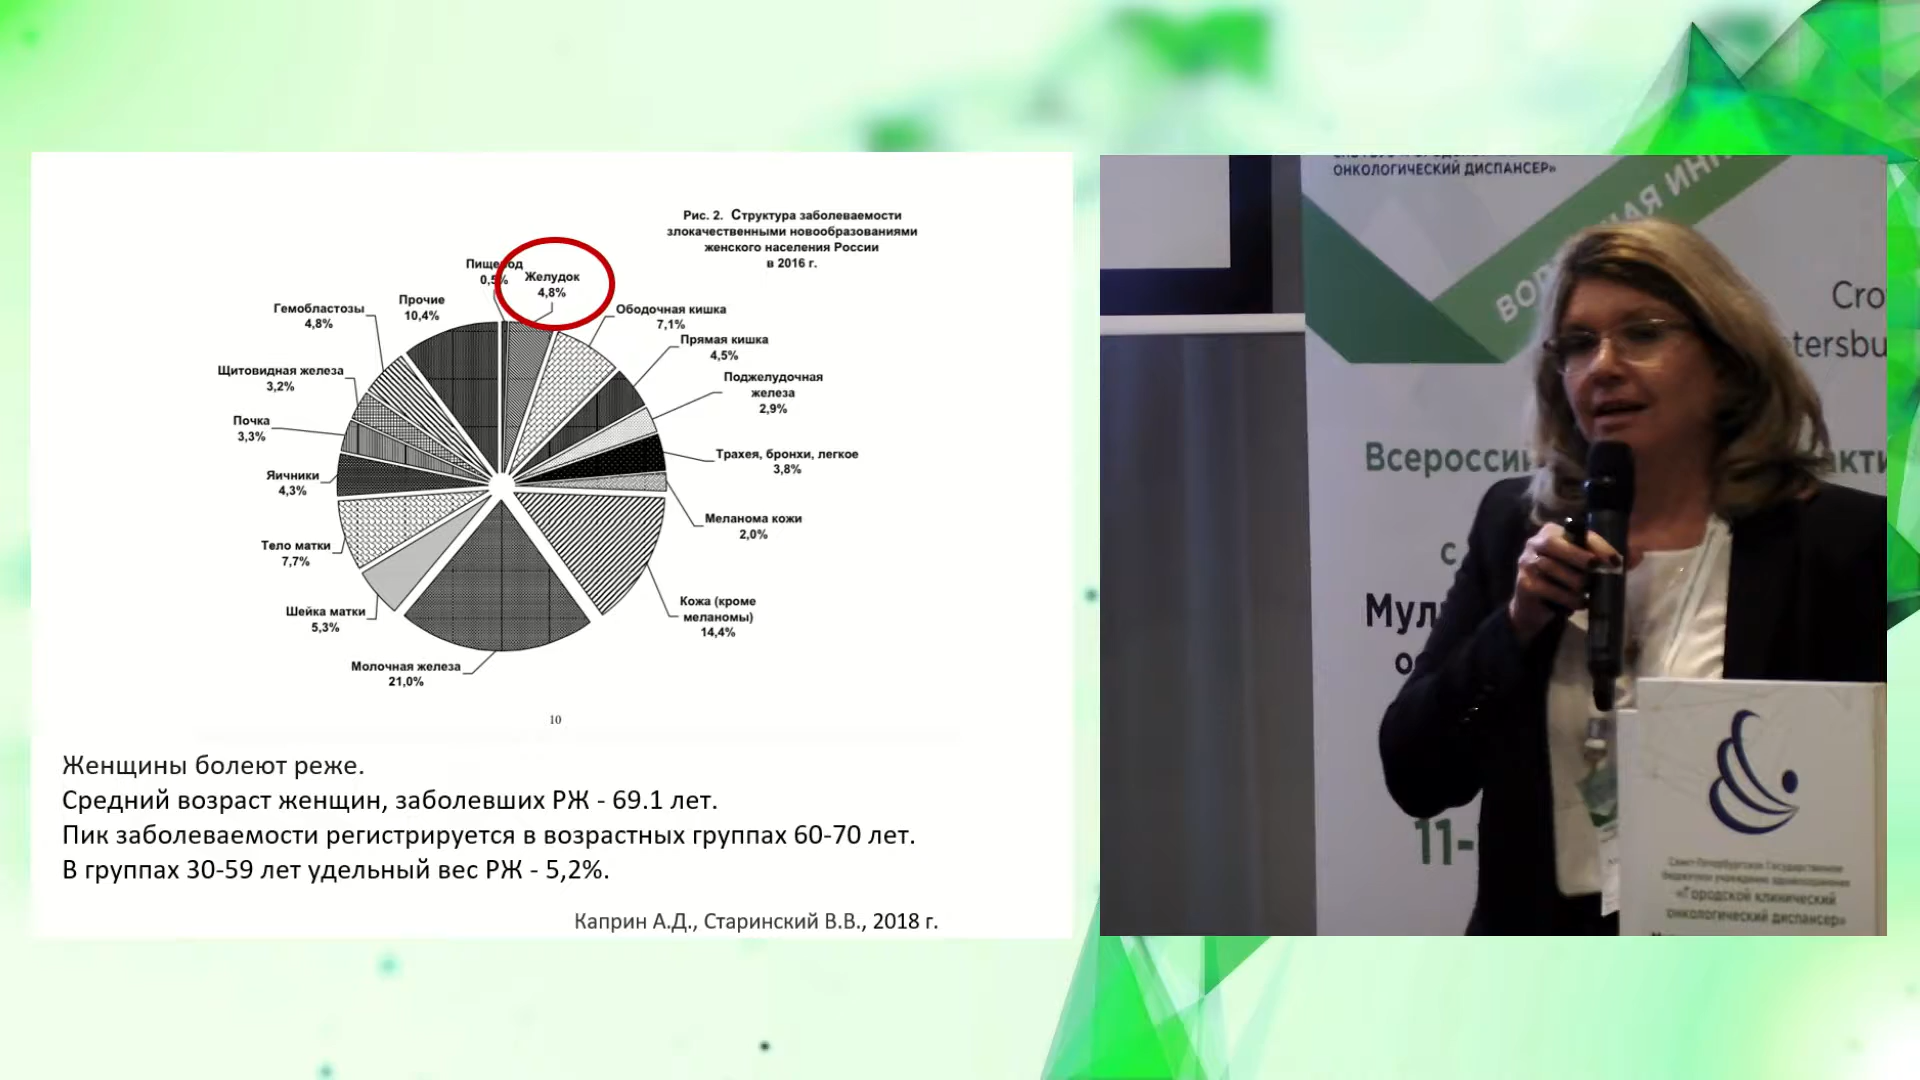 Рис. 2. Структура заболеваемости
злокачественными новообразованиями
женского населения России
в 2016 г.
Пищевод
0,5%
Желудок
4,8%
Ободочная кишка
7,1%
Прямая кишка
4,5%
Поджелудочная
железа
2,9%
Трахея, бронхи, легкое
3,8%
Меланома кожи
2,0%
Кожа (кроме
меланомы)
14,4%
Молочная железа
21,0%
Шейка матки
5,3%
Тело матки
7,7%
Яичники
4,3%
Почка
3,3%
Щитовидная железа
3,2%
Гемобластозы
4,8%
Прочие
10,4%
10
Женщины болеют реже.
Средний возраст женщин, заболевших РЖ - 69.1 лет.
Пик заболеваемости регистрируется в возрастных группах 60-70 лет.
В группах 30-59 лет удельный вес РЖ - 5,2%.
Каприн А.Д., Старинский В.В., 2018 г.
ОНКОЛОГИЧЕСКИЙ ДИСПАНСЕР»
Cro
tersbu
Всеросси
акти
с
Мул
11-
Санкт-Петербургское Государственное
бюджетное учреждение здравоохранения
«Городской клинический
онкологический диспансер»